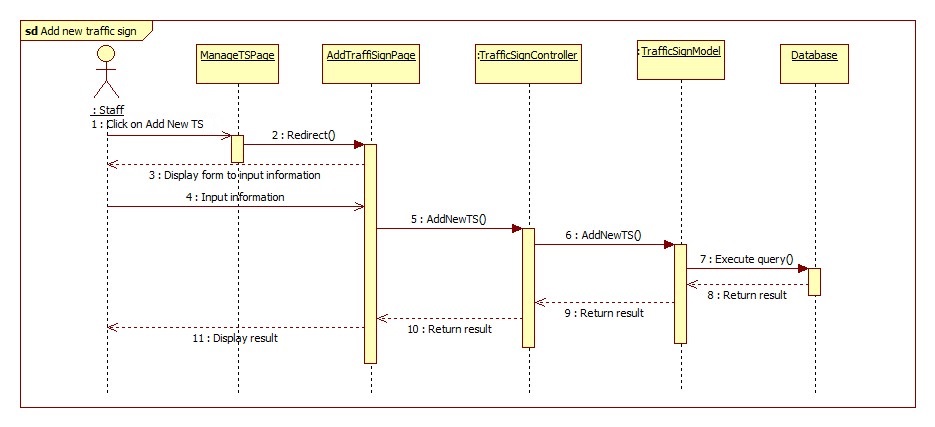 sd Add new traffic sign
ManageTSPage
AddTraffiSignPage
:TrafficSignController
:TrafficSignModel
Database
: Staff
1 : Click on Add New TS
2 : Redirect()
3 : Display form to input information
4 : Input information
5 : AddNewTS()
6 : AddNewTS()
7 : Execute query()
8 : Return result
9 : Return result
10 : Return result
11 : Display result